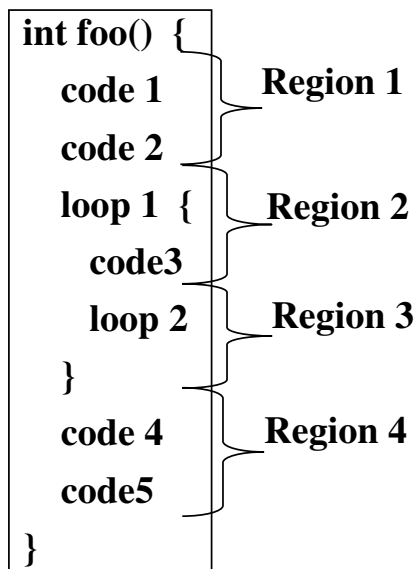 int foo() {
code 1
Region 1
code 2
loop 1 {
Region 2
code3
loop 2
Region 3
}
code 4
Region 4
code5
}